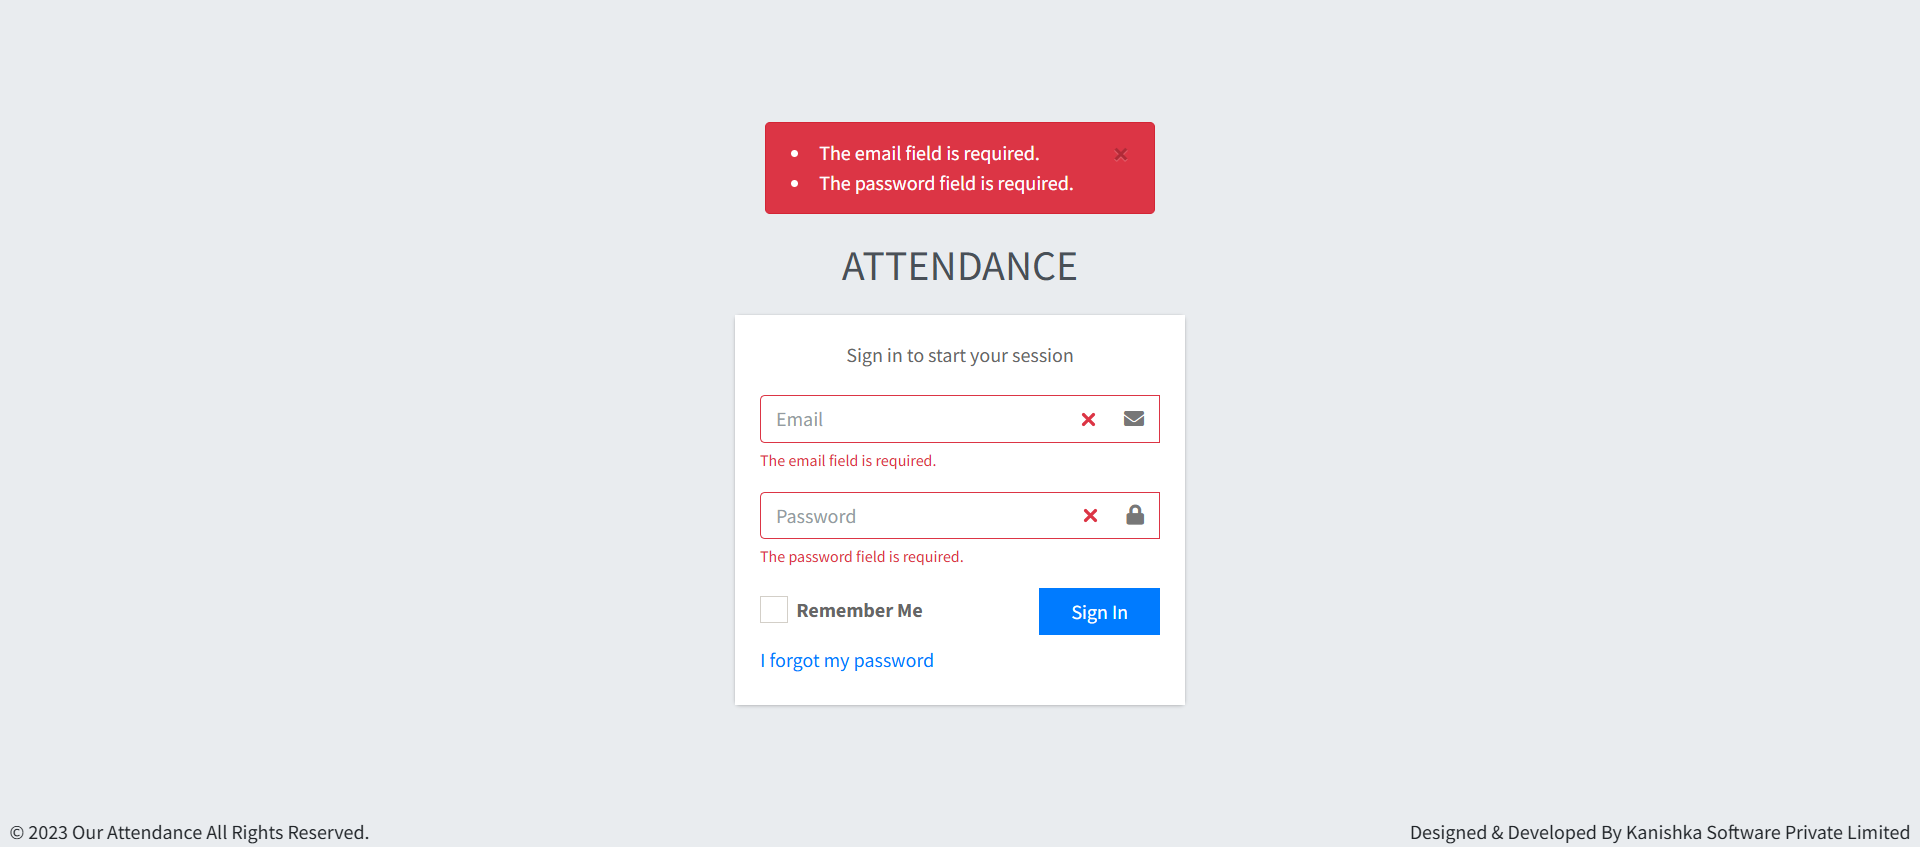 • The email field is required.
• The password field is required.
ATTENDANCE
Sign in to start your session
Email
The email field is required.
Password
The password field is required.
Remember Me
Sign In
I forgot my password
© 2023 Our Attendance All Rights Reserved.
Designed & Developed By Kanishka Software Private Limited